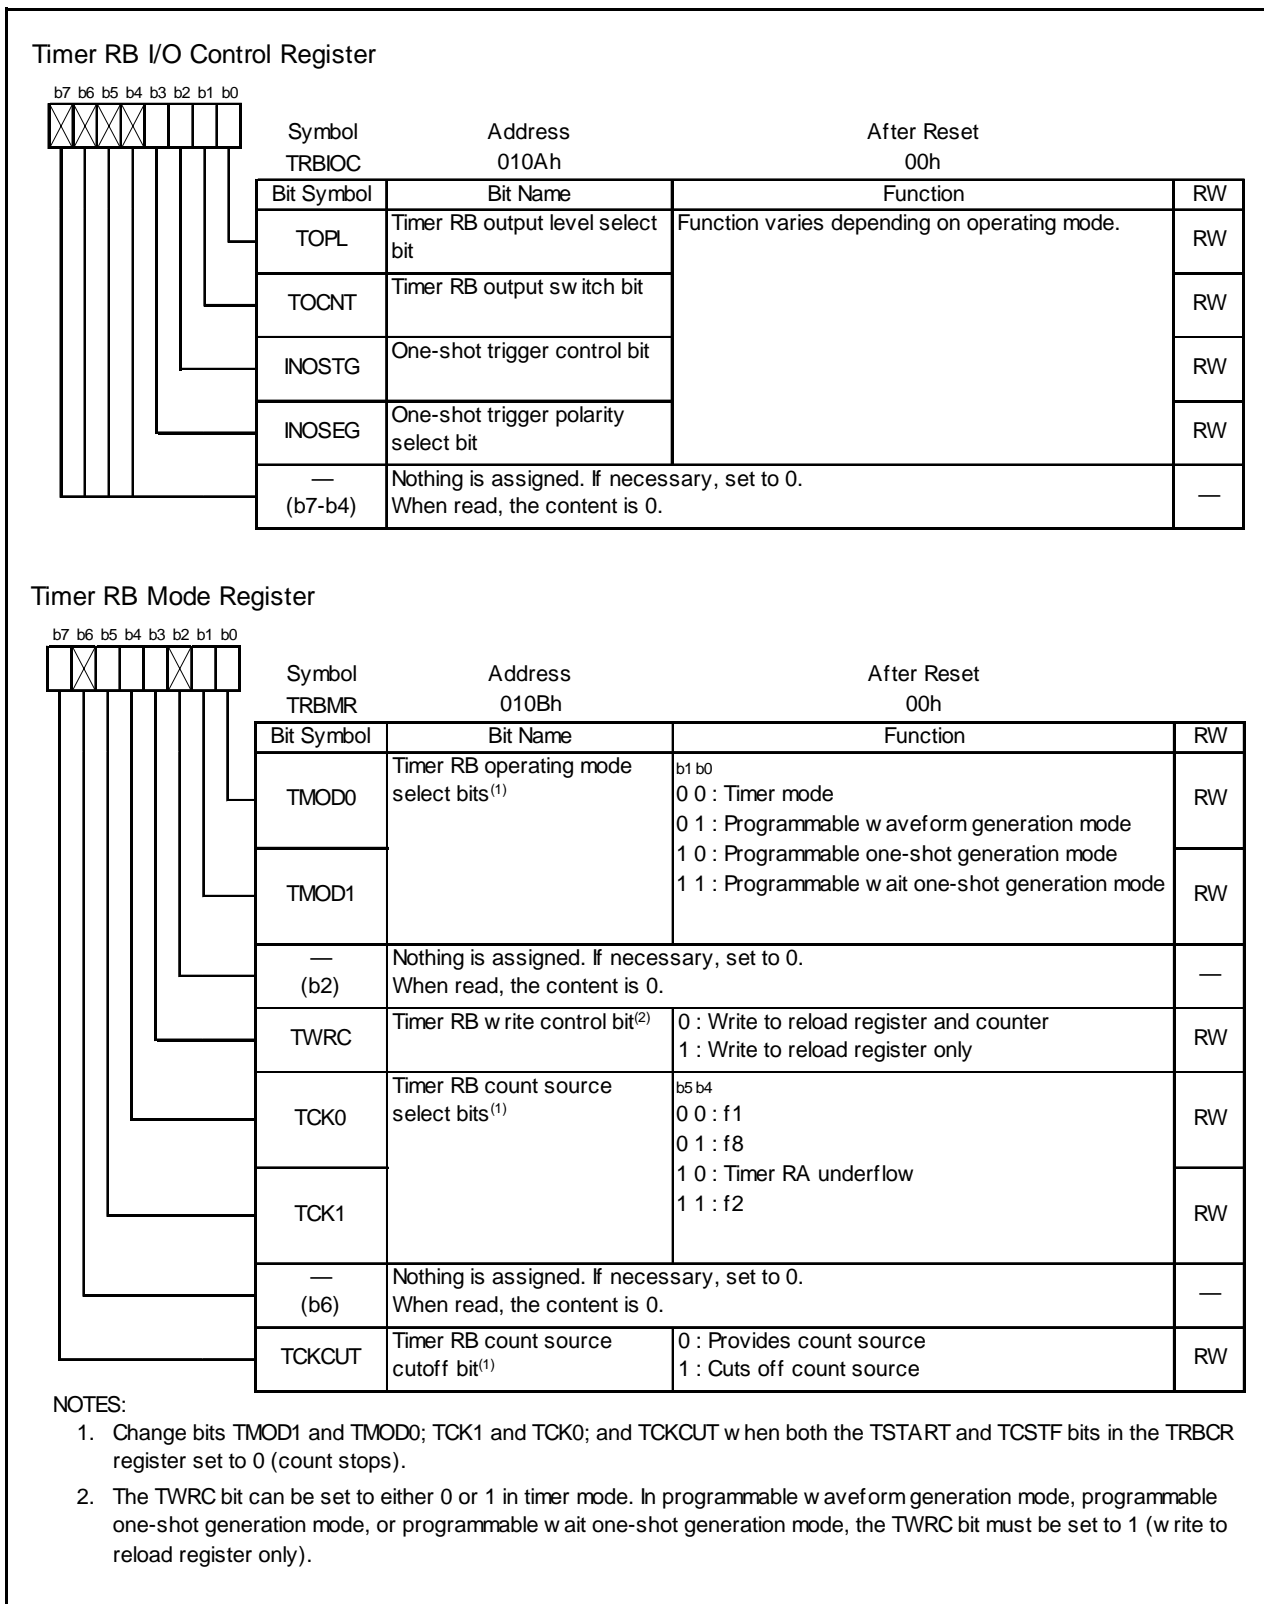 Timer RB I/O Control Register
b7 b6 b5 b4 b3 b2 b1 b0
Symbol Address After Reset
TRBIOC 010Ah 00h
Bit Symbol Bit Name Function RW
TOPL Timer RB output level select bit Function varies depending on operating mode. RW
TOCNT Timer RB output switch bit RW
INOSTG One-shot trigger control bit RW
INOSEG One-shot trigger polarity select bit RW
— (b7-b4) Nothing is assigned. If necessary, set to 0. —
When read, the content is 0.
Timer RB Mode Register
b7 b6 b5 b4 b3 b2 b1 b0
Symbol Address After Reset
TRBMR 010Bh 00h
Bit Symbol Bit Name Function RW
TMOD0 Timer RB operating mode select bits(1) b1 b0 RW
0 0 : Timer mode
0 1 : Programmable waveform generation mode
1 0 : Programmable one-shot generation mode
TMOD1 1 1 : Programmable wait one-shot generation mode RW
— (b2) Nothing is assigned. If necessary, set to 0. —
When read, the content is 0.
TWRC Timer RB write control bit(2) 0 : Write to reload register and counter RW
1 : Write to reload register only
TCK0 Timer RB count source select bits(1) b5 b4 RW
0 0 : f1
0 1 : f8
1 0 : Timer RA underflow
TCK1 1 1 : f2 RW
— (b6) Nothing is assigned. If necessary, set to 0. —
When read, the content is 0.
TCKCUT Timer RB count source cutoff bit(1) 0 : Provides count source RW
1 : Cuts off count source
NOTES:
1. Change bits TMOD1 and TMOD0; TCK1 and TCK0; and TCKCUT when both the TSTART and TCSTF bits in the TRBCR
register set to 0 (count stops).
2. The TWRC bit can be set to either 0 or 1 in timer mode. In programmable waveform generation mode, programmable
one-shot generation mode, or programmable wait one-shot generation mode, the TWRC bit must be set to 1 (write to
reload register only).